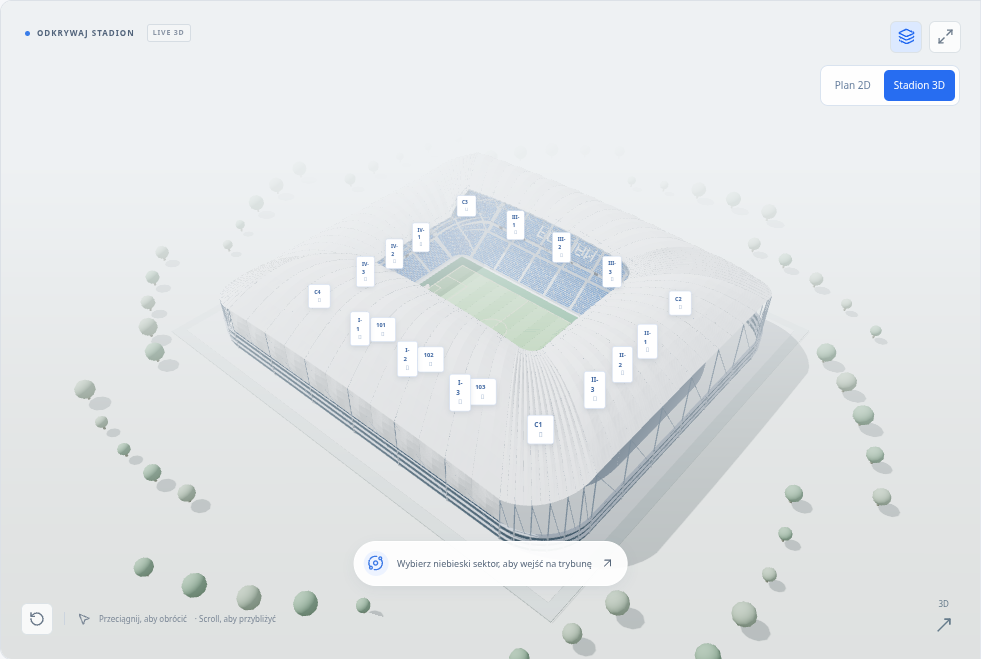 ODKRYWAJ STADION
LIVE 3D
Plan 2D
Stadion 3D
C3
III-
1
IV-
1
III-
2
IV-
2
IV-
3
III-
3
C4
C2
I-
1
101
II-
1
I-
2
102
II-
2
I-
3
103
II-
3
C1
Wybierz niebieski sektor, aby wejść na trybunę
3D
Przeciągnij, aby obrócić · Scroll, aby przybliżyć